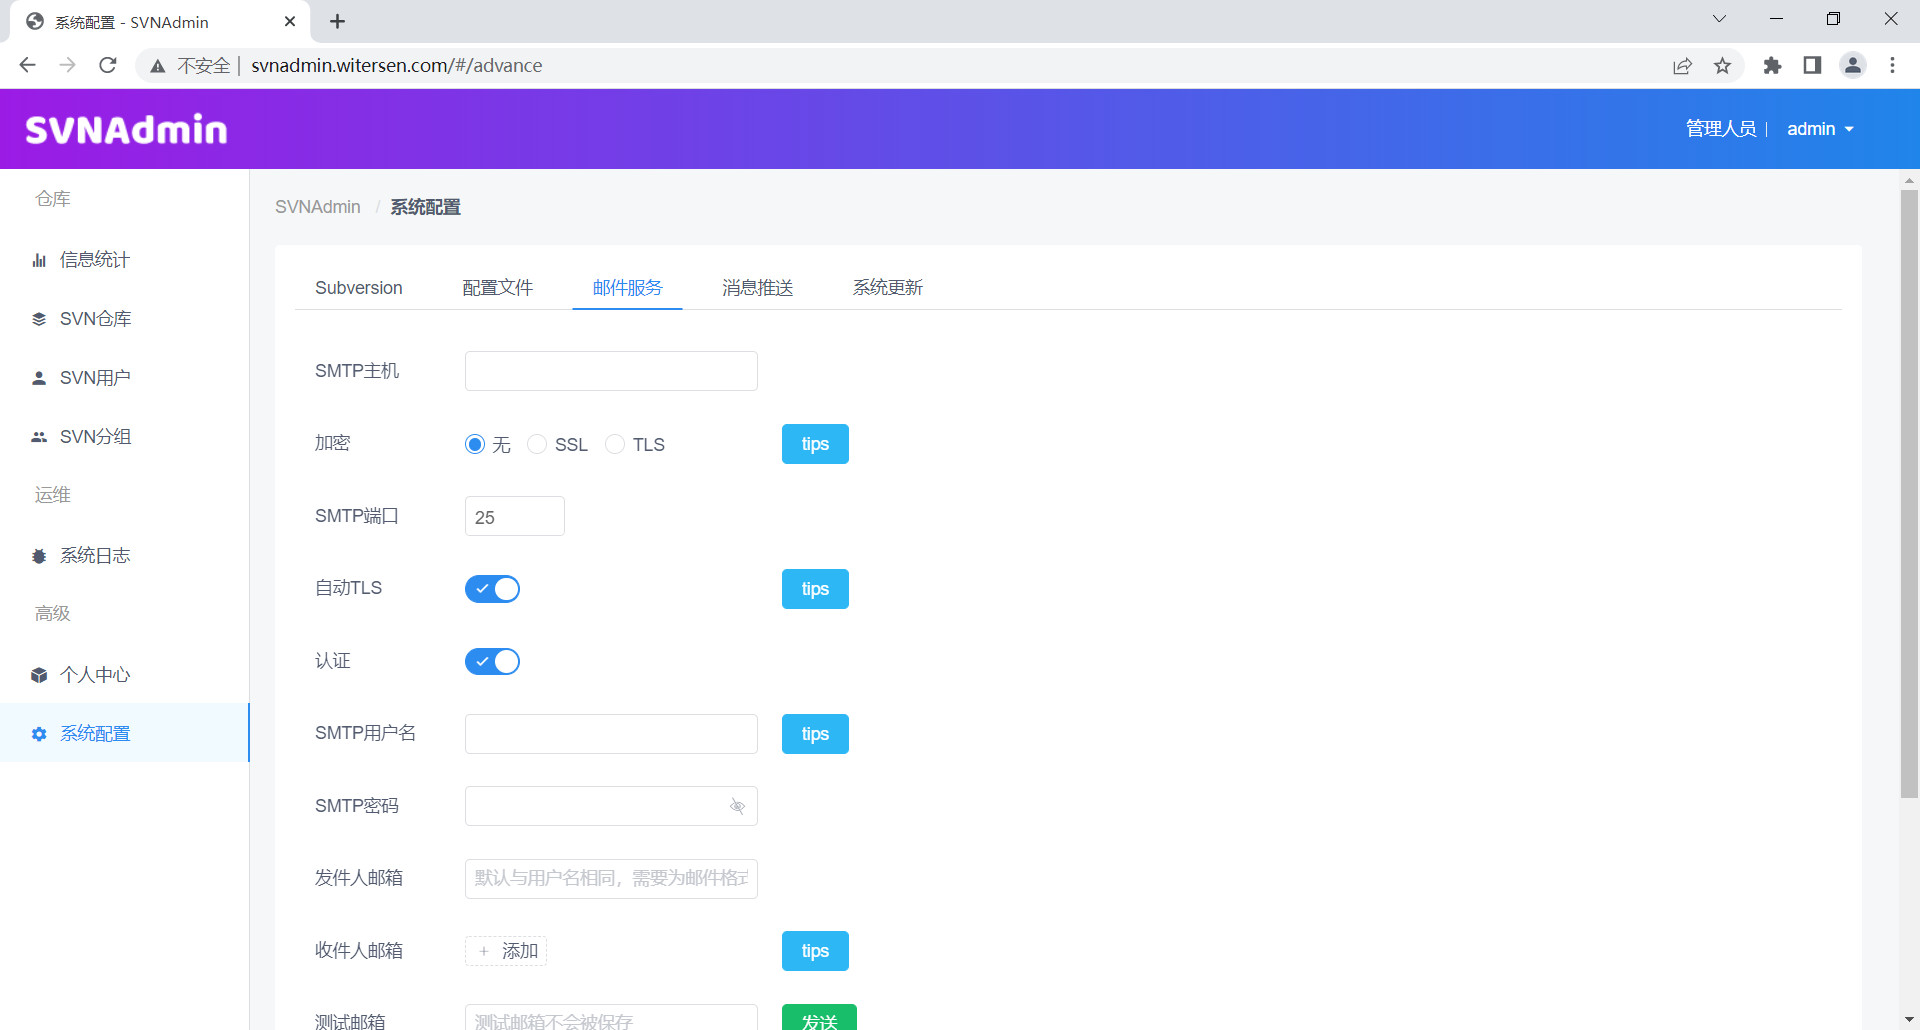 系统配置 - SVNAdmin
不安全 | svnadmin.witersen.com/#/advance
SVNAdmin
管理人员 | admin
仓库
信息统计
SVN仓库
SVN用户
SVN分组
运维
系统日志
高级
个人中心
系统配置
SVNAdmin / 系统配置
Subversion 配置文件 邮件服务 消息推送 系统更新
SMTP主机
加密 无 SSL TLS tips
SMTP端口 25
自动TLS tips
认证
SMTP用户名 tips
SMTP密码
发件人邮箱 默认与用户名相同，需要为邮件格式
收件人邮箱 + 添加 tips
测试邮箱 测试邮箱不会被保存 发送